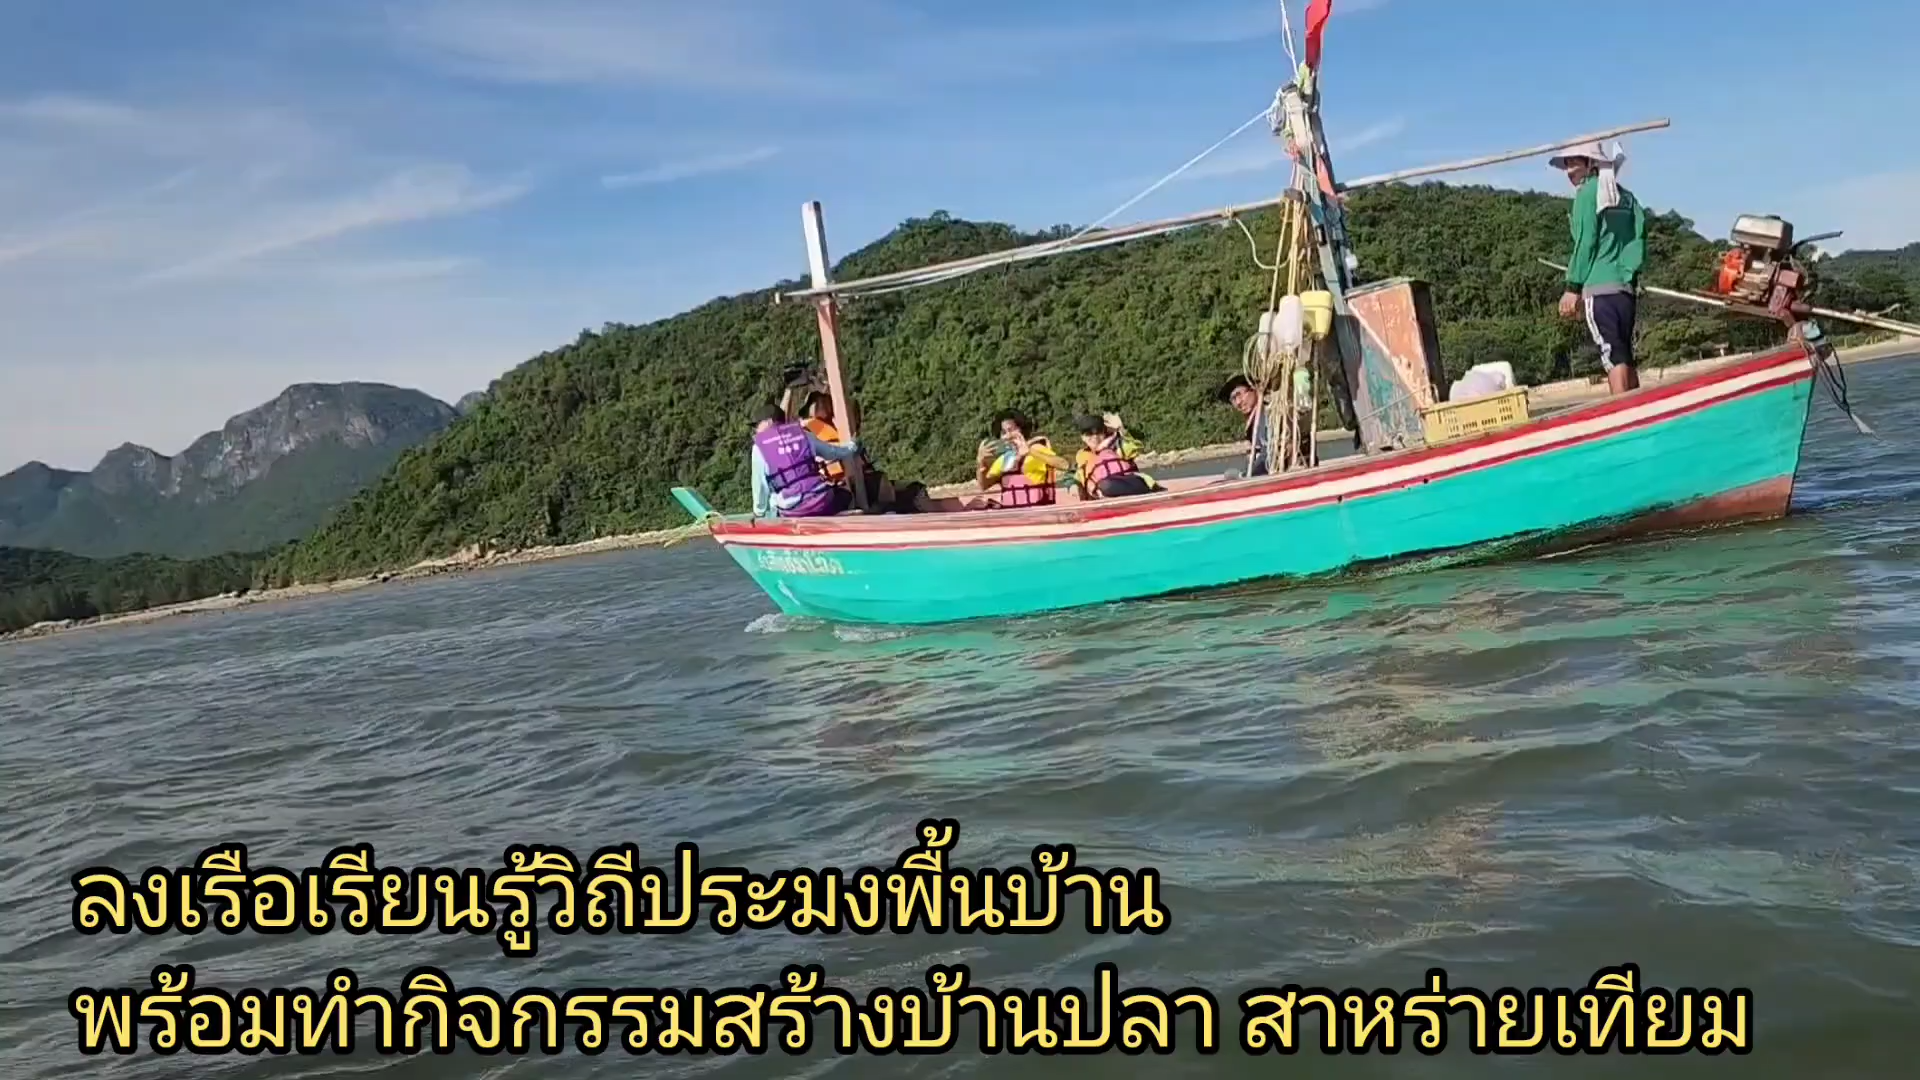 ลงเรือเรียนรู้วิถีประมงพื้นบ้าน
พร้อมทำกิจกรรมสร้างบ้านปลา สาหร่ายเทียม